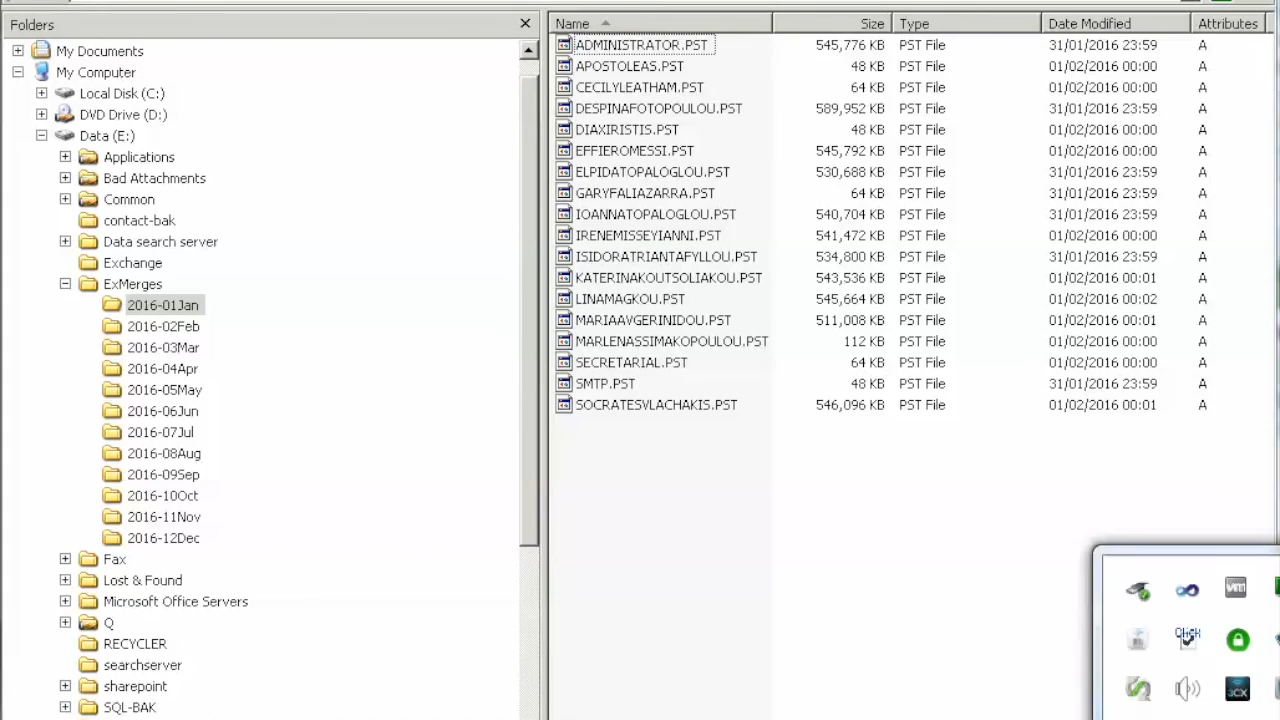 Folders
My Documents
My Computer
Local Disk (C:)
DVD Drive (D:)
Data (E:)
Applications
Bad Attachments
Common
contact-bak
Data search server
Exchange
ExMerges
2016-01Jan
2016-02Feb
2016-03Mar
2016-04Apr
2016-05May
2016-06Jun
2016-07Jul
2016-08Aug
2016-09Sep
2016-10Oct
2016-11Nov
2016-12Dec
Fax
Lost & Found
Microsoft Office Servers
Q
RECYCLER
searchserver
sharepoint
SQL-BAK
Name Size Type Date Modified Attributes
ADMINISTRATOR.PST 545,776 KB PST File 31/01/2016 23:59 A
APOSTOLEAS.PST 48 KB PST File 01/02/2016 00:00 A
CECILYLEATHAM.PST 64 KB PST File 01/02/2016 00:00 A
DESPINAFOTOPOULOU.PST 589,952 KB PST File 31/01/2016 23:59 A
DIAXIRISTIS.PST 48 KB PST File 01/02/2016 00:00 A
EFFIEROMESSI.PST 545,792 KB PST File 01/02/2016 00:00 A
ELPIDATOPALOGLOU.PST 530,688 KB PST File 31/01/2016 23:59 A
GARYFALIAZARRA.PST 64 KB PST File 31/01/2016 23:59 A
IOANNATOPALOGLOU.PST 540,704 KB PST File 31/01/2016 23:59 A
IRENEMISSEYIANNI.PST 541,472 KB PST File 01/02/2016 00:00 A
ISIDORATRIANTAFYLLOU.PST 534,800 KB PST File 31/01/2016 23:59 A
KATERINAKOUTSOLIAKOU.PST 543,536 KB PST File 01/02/2016 00:01 A
LINAMAGKOU.PST 545,664 KB PST File 01/02/2016 00:02 A
MARIAAVGERINIDOU.PST 511,008 KB PST File 01/02/2016 00:01 A
MARLENASSIMAKOPOULOU.PST 112 KB PST File 01/02/2016 00:00 A
SECRETARIAL.PST 64 KB PST File 01/02/2016 00:00 A
SMTP.PST 48 KB PST File 31/01/2016 23:59 A
SOCRATESVLACHAKIS.PST 546,096 KB PST File 01/02/2016 00:01 A
Click
3CX